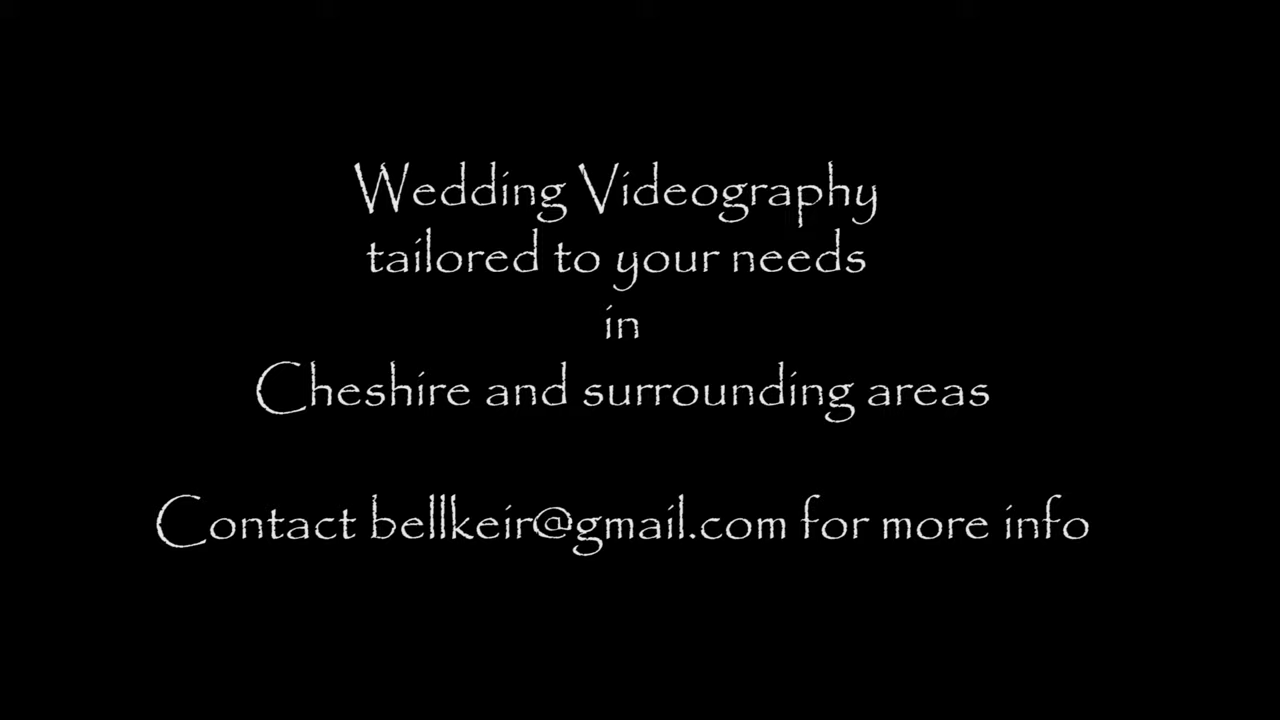 Wedding Videography
tailored to your needs
in
Cheshire and surrounding areas
Contact bellkeir@gmail.com for more info